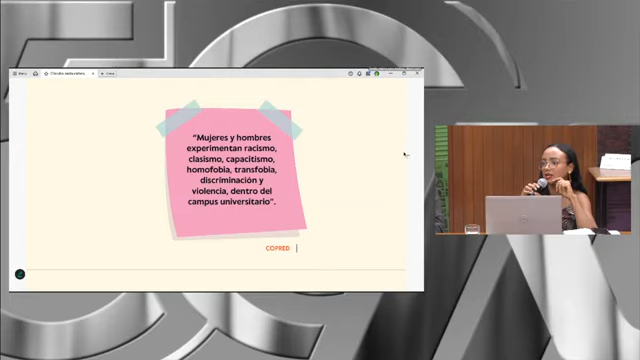 "Mujeres y hombres
experimentan racismo,
clasismo, capacitismo,
homofobia, transfobia,
discriminación y
violencia, dentro del
campus universitario".
COPRED